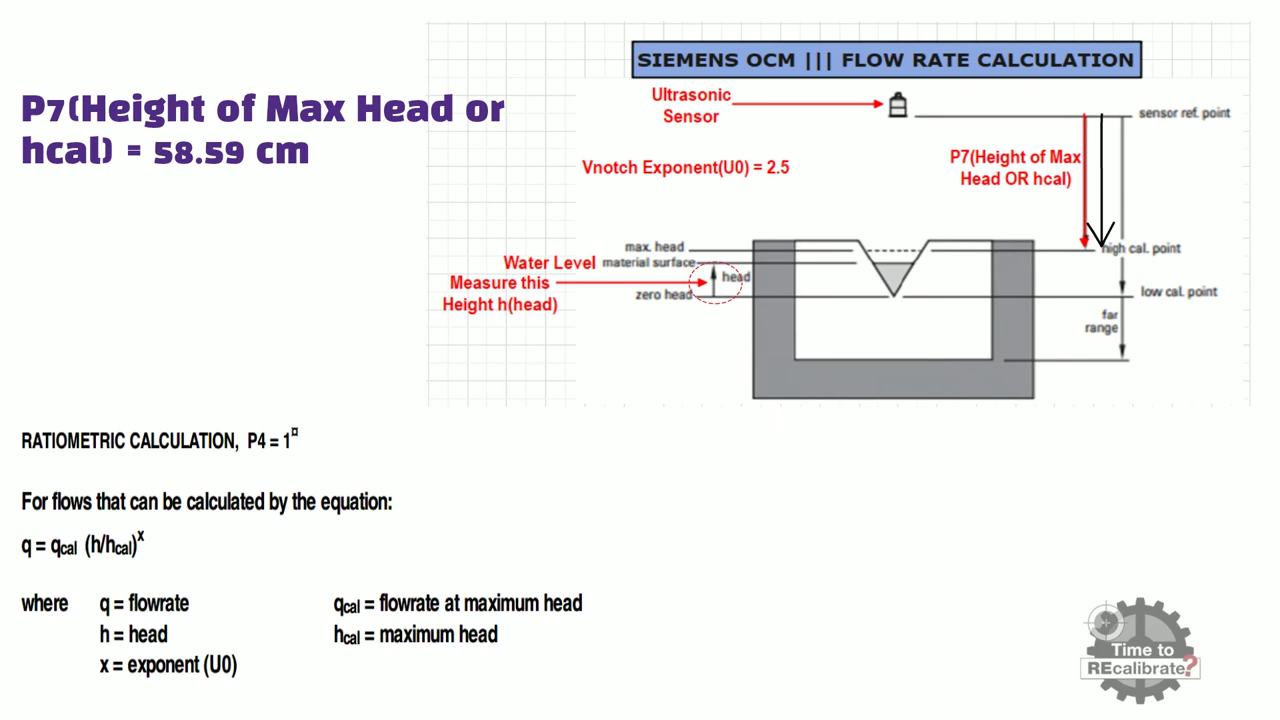 SIEMENS OCM ||| FLOW RATE CALCULATION
P7(Height of Max Head or
hcal) = 58.59 cm
Ultrasonic
Sensor
sensor ref. point
Vnotch Exponent(U0) = 2.5
P7(Height of Max
Head OR hcal)
max. head
high cal. point
Water Level
material surface
Measure this
Height h(head)
head
zero head
low cal. point
far
range
RATIOMETRIC CALCULATION, P4 = 1¤
For flows that can be calculated by the equation:
q = qcal (h/hcal)x
where q = flowrate qcal = flowrate at maximum head
h = head hcal = maximum head
x = exponent (U0)
Time to
REcalibrate?